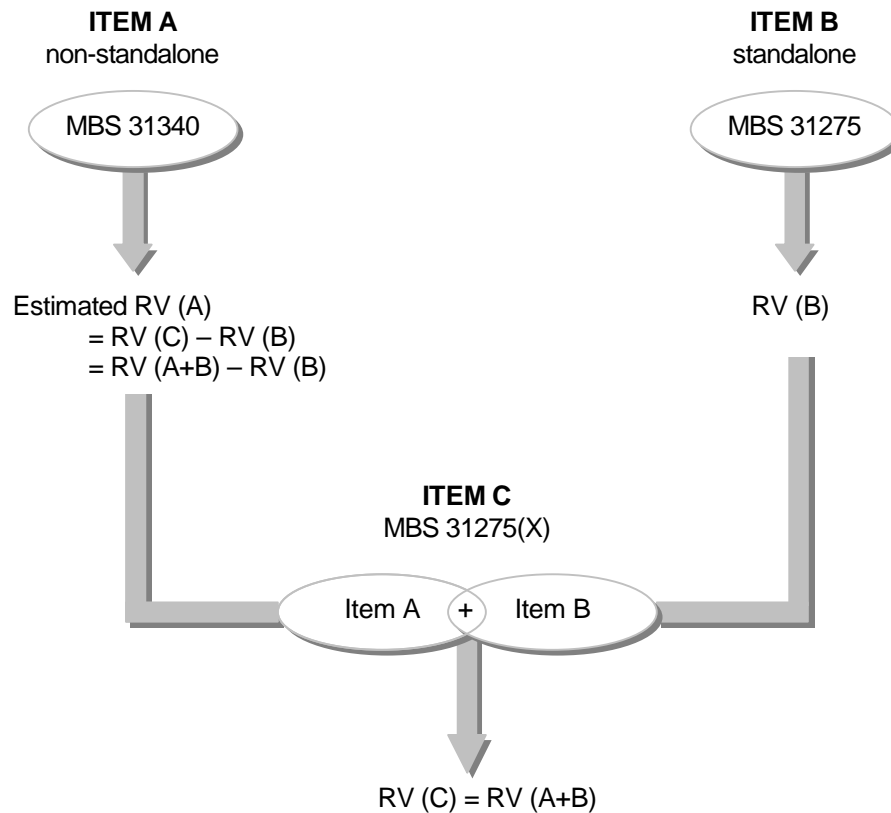 ITEM A
non-standalone
MBS 31340
Estimated RV (A)
= RV (C) – RV (B)
= RV (A+B) – RV (B)
ITEM B
standalone
MBS 31275
RV (B)
ITEM C
MBS 31275(X)
Item A + Item B
RV (C) = RV (A+B)